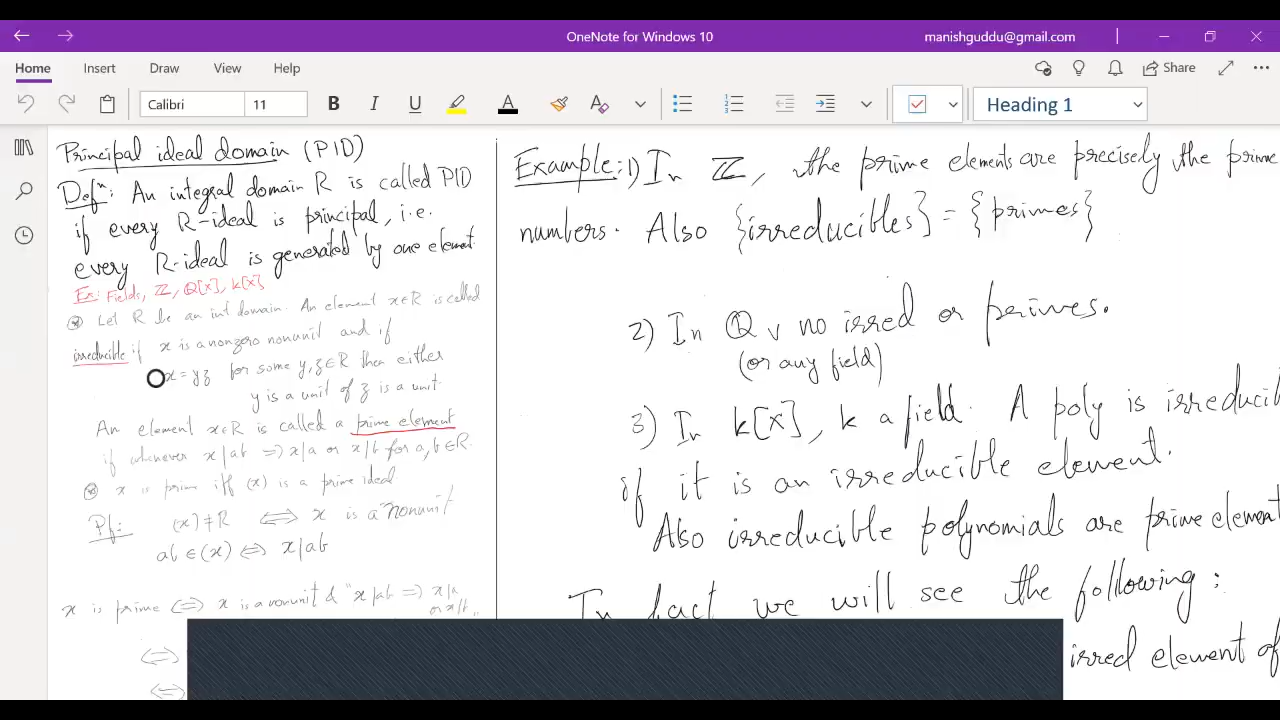 OneNote for Windows 10
manishguddu@gmail.com
Home Insert Draw View Help
Share
Calibri 11 B I U A Heading 1
Principal ideal domain (PID)
Defn: An integral domain R is called PID
if every R-ideal is principal, i.e.
every R-ideal is generated by one element
Ex: Fields, ℤ, ℚ[x], k[x]
⊛ Let R be an int domain. An element x∈R is called
irreducible if x is a nonzero nonunit and if
x = yz for some y, z∈R then either
y is a unit of z is a unit.
An element x∈R is called a prime element
if whenever x|ab ⟹ x|a or x|b for a, b∈R.
⊛ x is prime iff (x) is a prime ideal
Pf: (x) ≠ R ⟺ x is a nonunit
ab ∈ (x) ⟺ x|ab
x is prime ⟺ x is a nonunit & "x|ab ⟹ x|a
or x|b"
⟺
⟺
Example: 1) In ℤ, the prime elements are precisely the prime
numbers. Also {irreducibles} = {primes}
2) In ℚ ∨ no irred or primes.
(or any field)
3) In k[x], k a field. A poly is irreducib
if it is an irreducible element.
Also irreducible polynomials are prime element
In fact we will see the following:
irred element of